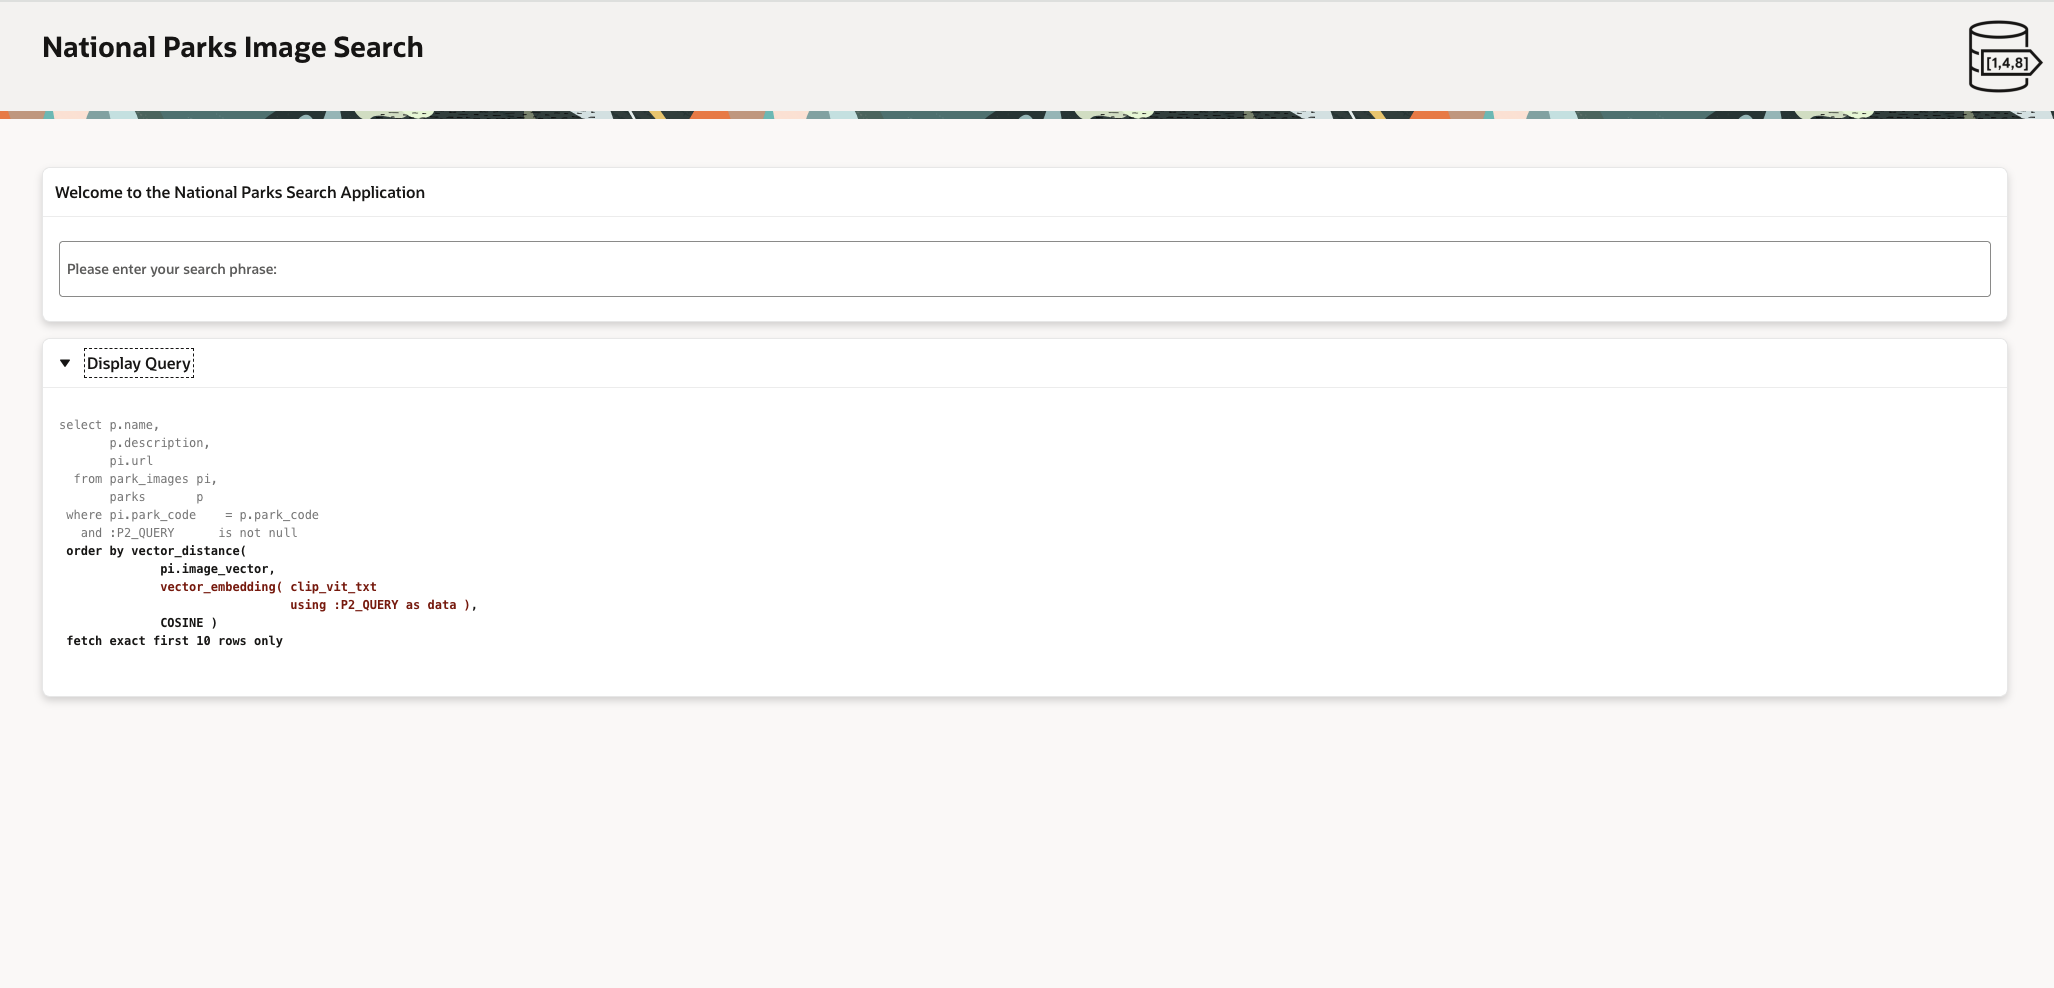 National Parks Image Search
[1,4,8]
Welcome to the National Parks Search Application
Please enter your search phrase:
Display Query
select p.name,
       p.description,
       pi.url
  from park_images pi,
       parks       p
 where pi.park_code    = p.park_code
   and :P2_QUERY      is not null
 order by vector_distance(
              pi.image_vector,
              vector_embedding( clip_vit_txt
                                using :P2_QUERY as data ),
              COSINE )
 fetch exact first 10 rows only